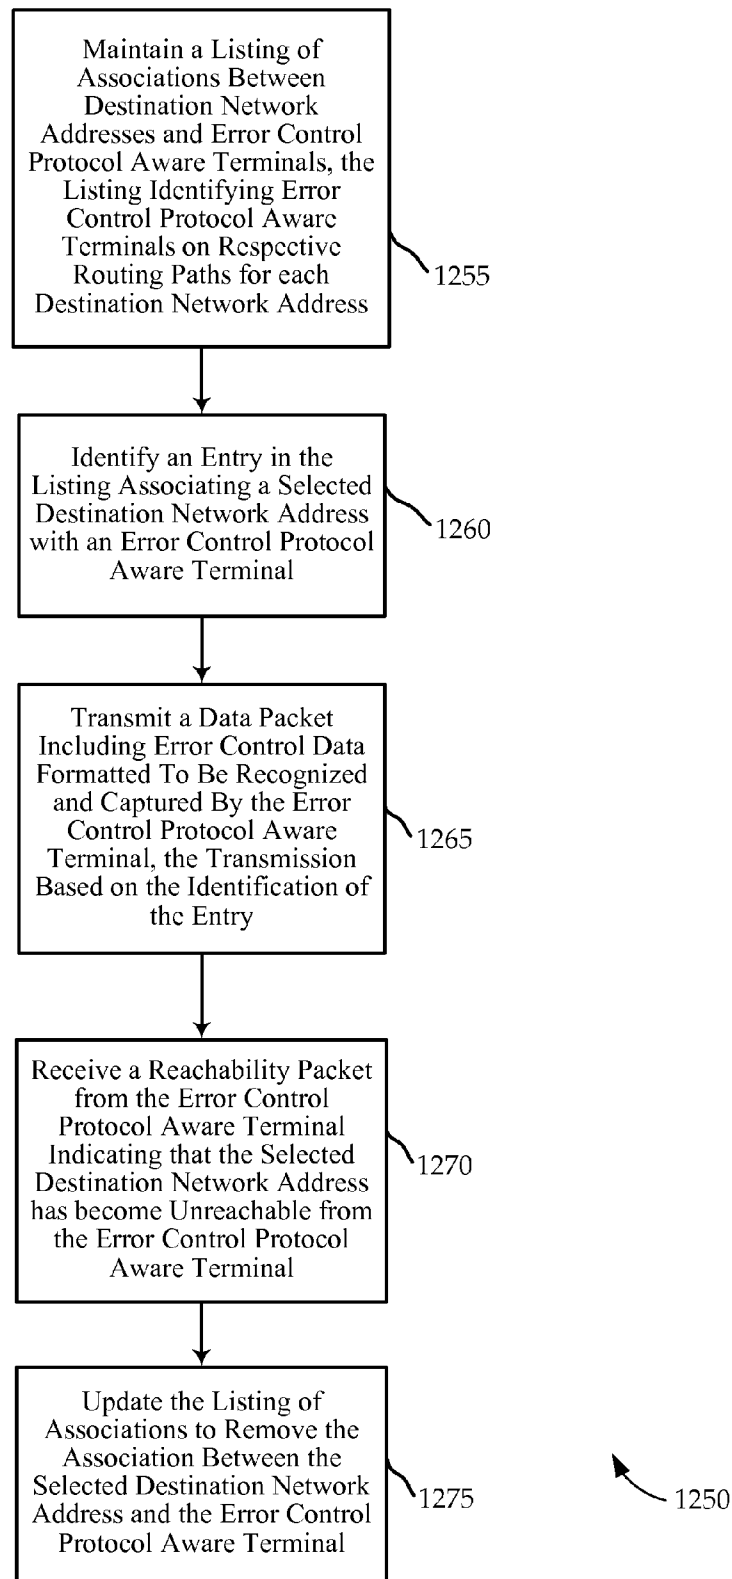 Maintain a Listing of
Associations Between
Destination Network
Addresses and Error Control
Protocol Aware Terminals, the
Listing Identifying Error
Control Protocol Aware
Terminals on Respective
Routing Paths for each
Destination Network Address
1255
Identify an Entry in the
Listing Associating a Selected
Destination Network Address
with an Error Control Protocol
Aware Terminal
1260
Transmit a Data Packet
Including Error Control Data
Formatted To Be Recognized
and Captured By the Error
Control Protocol Aware
Terminal, the Transmission
Based on the Identification of
the Entry
1265
Receive a Reachability Packet
from the Error Control
Protocol Aware Terminal
Indicating that the Selected
Destination Network Address
has become Unreachable from
the Error Control Protocol
Aware Terminal
1270
Update the Listing of
Associations to Remove the
Association Between the
Selected Destination Network
Address and the Error Control
Protocol Aware Terminal
1275
1250